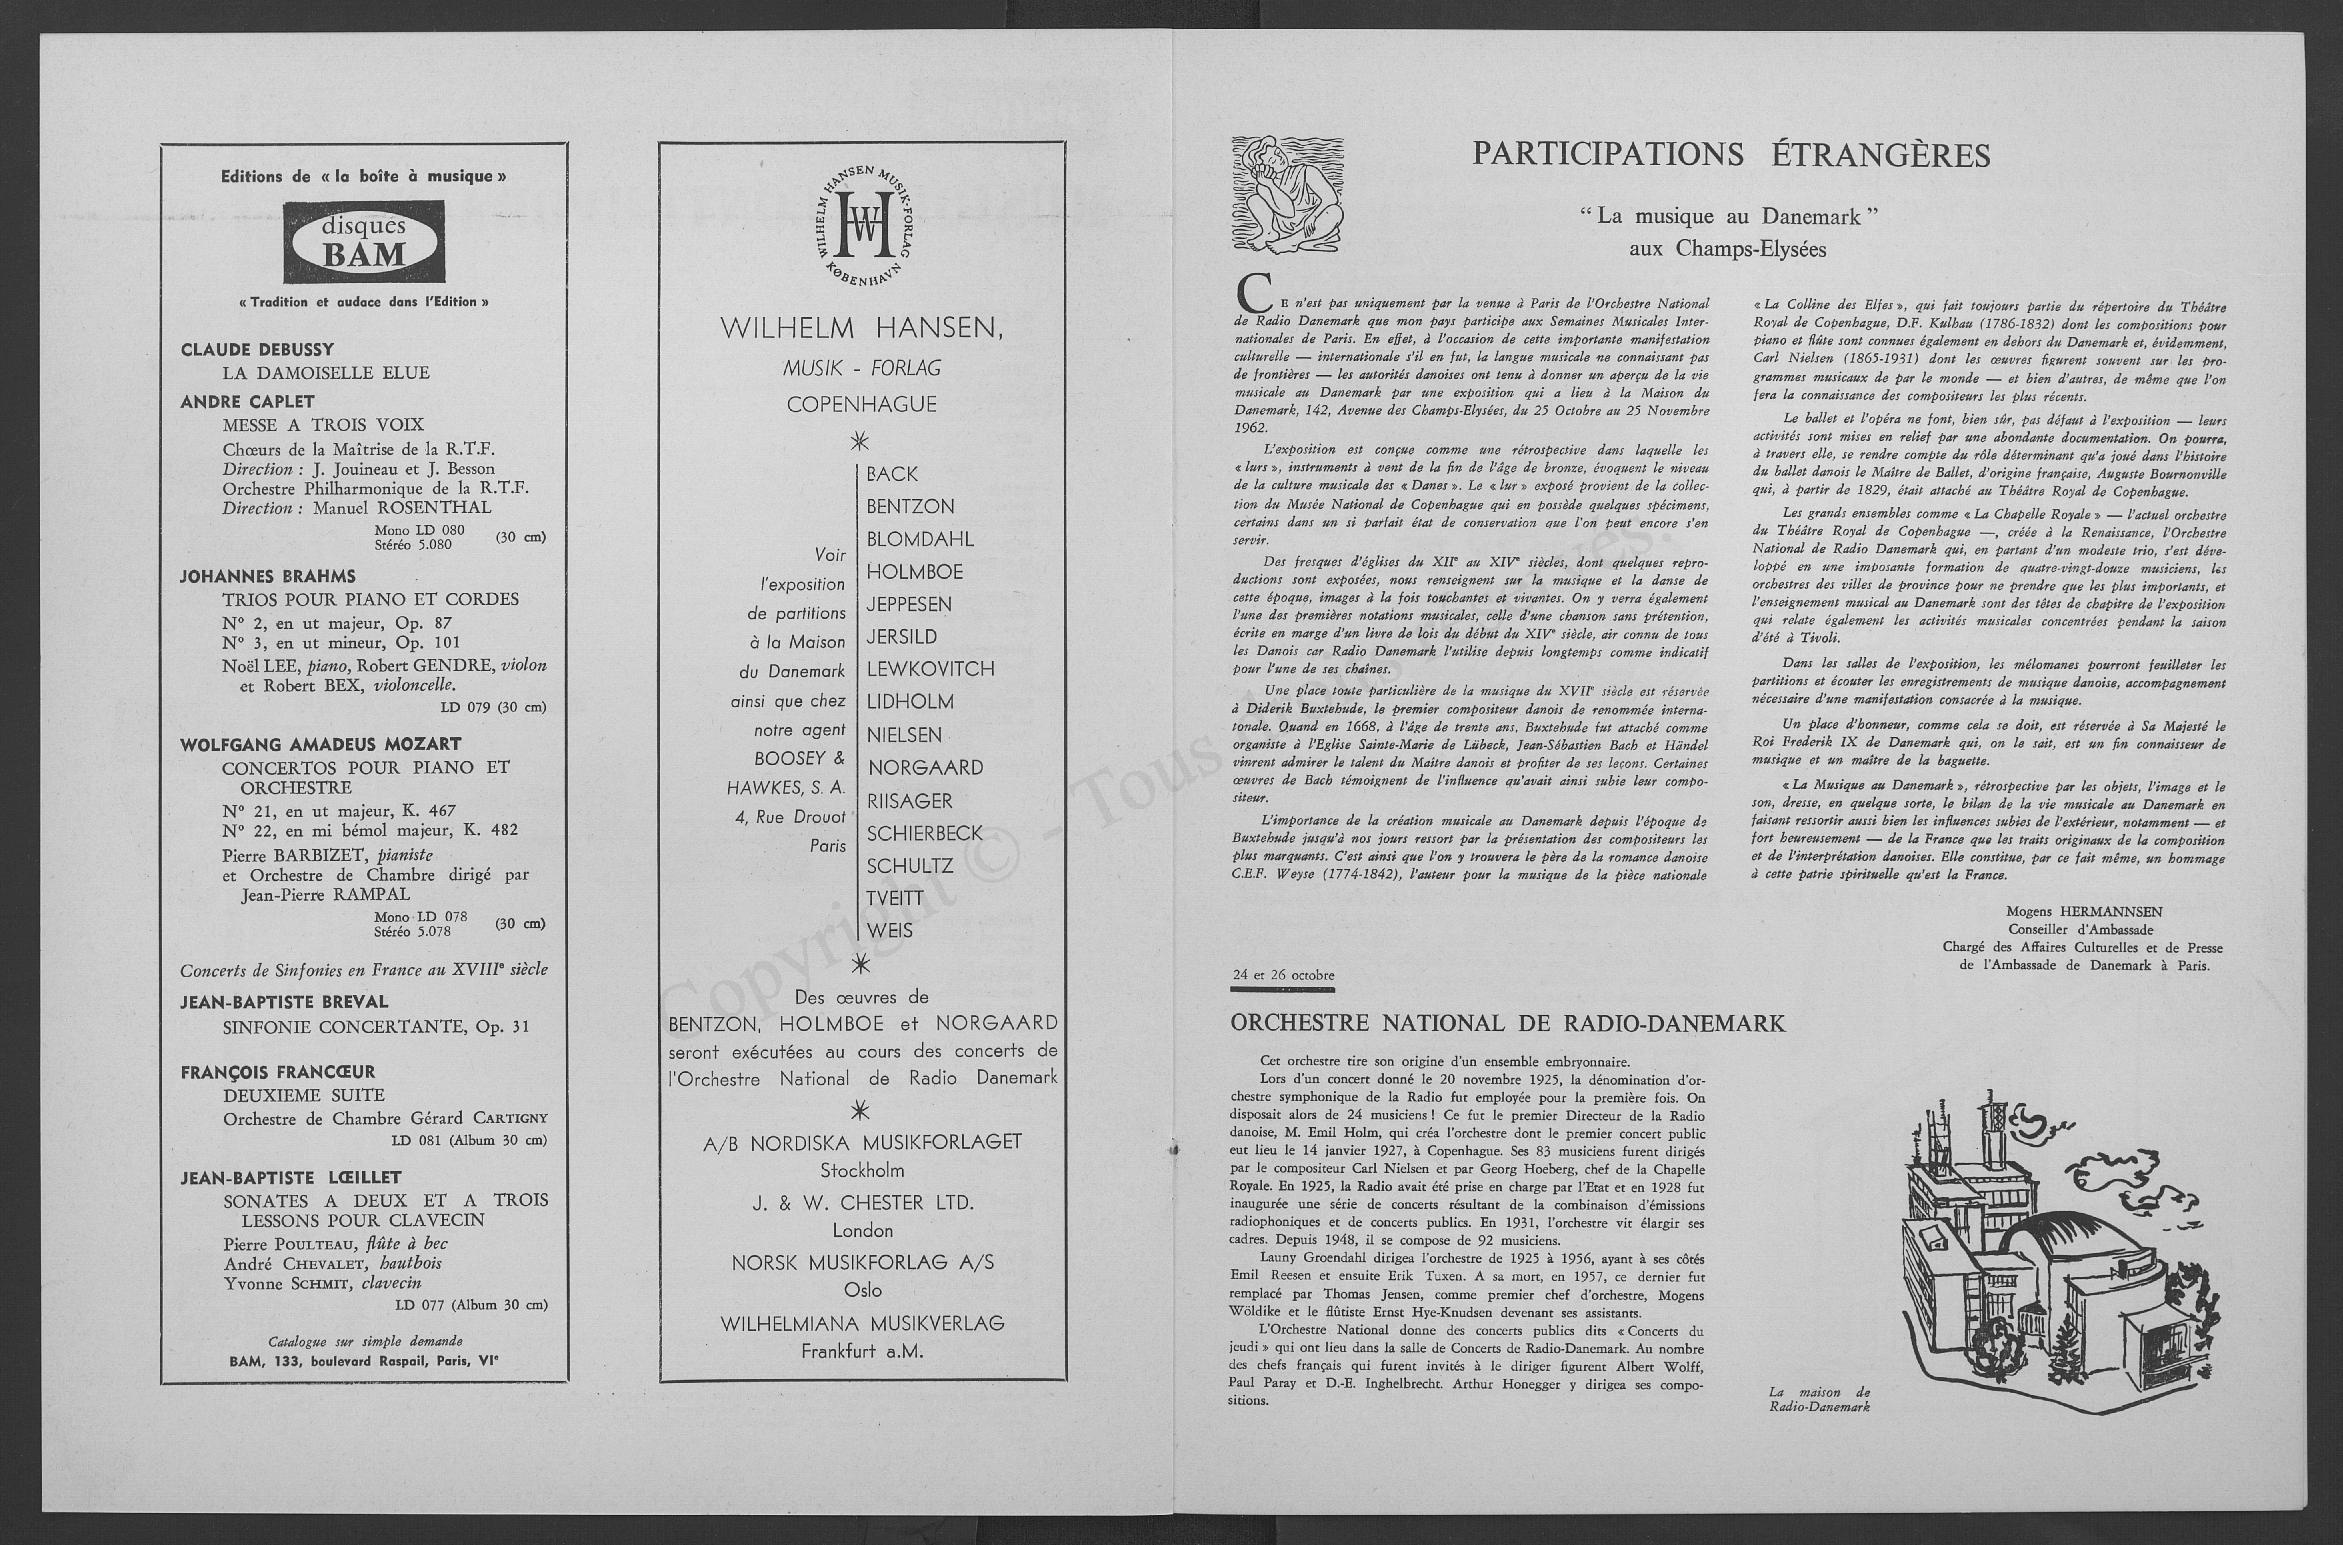 Editions de « la boîte à musique »
disques
BAM
« Tradition et audace dans l'Edition »
CLAUDE DEBUSSY
LA DAMOISELLE ELUE
ANDRE CAPLET
MESSE A TROIS VOIX
Chœurs de la Maîtrise de la R.T.F.
Direction : J. Jouineau et J. Besson
Orchestre Philharmonique de la R.T.F.
Direction : Manuel ROSENTHAL
Mono LD 080
Stéréo 5.080
(30 cm)
JOHANNES BRAHMS
TRIOS POUR PIANO ET CORDES
N° 2, en ut majeur, Op. 87
N° 3, en ut mineur, Op. 101
Noël LEE, piano, Robert GENDRE, violon
et Robert BEX, violoncelle.
LD 079 (30 cm)
WOLFGANG AMADEUS MOZART
CONCERTOS POUR PIANO ET
ORCHESTRE
N° 21, en ut majeur, K. 467
N° 22, en mi bémol majeur, K. 482
Pierre BARBIZET, pianiste
et Orchestre de Chambre dirigé par
Jean-Pierre RAMPAL
Mono LD 078
Stéréo 5.078
(30 cm)
Concerts de Sinfonies en France au XVIIIe siècle
JEAN-BAPTISTE BREVAL
SINFONIE CONCERTANTE, Op. 31
FRANÇOIS FRANCŒUR
DEUXIEME SUITE
Orchestre de Chambre Gérard CARTIGNY
LD 081 (Album 30 cm)
JEAN-BAPTISTE LŒILLET
SONATES A DEUX ET A TROIS
LESSONS POUR CLAVECIN
Pierre POULTEAU, flûte à bec
André CHEVALET, hautbois
Yvonne SCHMIT, clavecin
LD 077 (Album 30 cm)
Catalogue sur simple demande
BAM, 133, boulevard Raspail, Paris, VIe
WILHELM HANSEN MUSIK-FORLAG
KØBENHAVN
WH
WILHELM HANSEN,
MUSIK - FORLAG
COPENHAGUE
Voir
l'exposition
de partitions
à la Maison
du Danemark
ainsi que chez
notre agent
BOOSEY &
HAWKES, S. A.
4, Rue Drouot
Paris
BACK
BENTZON
BLOMDAHL
HOLMBOE
JEPPESEN
JERSILD
LEWKOVITCH
LIDHOLM
NIELSEN
NORGAARD
RIISAGER
SCHIERBECK
SCHULTZ
TVEITT
WEIS
Des œuvres de
BENTZON, HOLMBOE et NORGAARD
seront exécutées au cours des concerts de
l'Orchestre National de Radio Danemark
A/B NORDISKA MUSIKFORLAGET
Stockholm
J. & W. CHESTER LTD.
London
NORSK MUSIKFORLAG A/S
Oslo
WILHELMIANA MUSIKVERLAG
Frankfurt a.M.
PARTICIPATIONS ÉTRANGÈRES
“ La musique au Danemark ”
aux Champs-Elysées
CE n'est pas uniquement par la venue à Paris de l'Orchestre National
de Radio Danemark que mon pays participe aux Semaines Musicales Inter-
nationales de Paris. En effet, à l'occasion de cette importante manifestation
culturelle — internationale s'il en fut, la langue musicale ne connaissant pas
de frontières — les autorités danoises ont tenu à donner un aperçu de la vie
musicale au Danemark par une exposition qui a lieu à la Maison du
Danemark, 142, Avenue des Champs-Elysées, du 25 Octobre au 25 Novembre
1962.
L'exposition est conçue comme une rétrospective dans laquelle les
« lurs », instruments à vent de la fin de l'âge de bronze, évoquent le niveau
de la culture musicale des « Danes ». Le « lur » exposé provient de la collec-
tion du Musée National de Copenhague qui en possède quelques spécimens,
certains dans un si parfait état de conservation que l'on peut encore s'en
servir.
Des fresques d'églises du XIIe au XIVe siècles, dont quelques repro-
ductions sont exposées, nous renseignent sur la musique et la danse de
cette époque, images à la fois touchantes et vivantes. On y verra également
l'une des premières notations musicales, celle d'une chanson sans prétention,
écrite en marge d'un livre de lois du début du XIVe siècle, air connu de tous
les Danois car Radio Danemark l'utilise depuis longtemps comme indicatif
pour l'une de ses chaînes.
Une place toute particulière de la musique du XVIIe siècle est réservée
à Diderik Buxtehude, le premier compositeur danois de renommée interna-
tonale. Quand en 1668, à l'âge de trente ans, Buxtehude fut attaché comme
organiste à l'Eglise Sainte-Marie de Lübeck, Jean-Sébastien Bach et Händel
vinrent admirer le talent du Maître danois et profiter de ses leçons. Certaines
œuvres de Bach témoignent de l'influence qu'avait ainsi subie leur compo-
siteur.
L'importance de la création musicale au Danemark depuis l'époque de
Buxtehude jusqu'à nos jours ressort par la présentation des compositeurs les
plus marquants. C'est ainsi que l'on y trouvera le père de la romance danoise
C.E.F. Weyse (1774-1842), l'auteur pour la musique de la pièce nationale
« La Colline des Elfes », qui fait toujours partie du répertoire du Théâtre
Royal de Copenhague, D.F. Kulhau (1786-1832) dont les compositions pour
piano et flûte sont connues également en dehors du Danemark et, évidemment,
Carl Nielsen (1865-1931) dont les œuvres figurent souvent sur les pro-
grammes musicaux de par le monde — et bien d'autres, de même que l'on
fera la connaissance des compositeurs les plus récents.
Le ballet et l'opéra ne font, bien sûr, pas défaut à l'exposition — leurs
activités sont mises en relief par une abondante documentation. On pourra,
à travers elle, se rendre compte du rôle déterminant qu'a joué dans l'histoire
du ballet danois le Maître de Ballet, d'origine française, Auguste Bournonville
qui, à partir de 1829, était attaché au Théâtre Royal de Copenhague.
Les grands ensembles comme « La Chapelle Royale » — l'actuel orchestre
du Théâtre Royal de Copenhague —, créée à la Renaissance, l'Orchestre
National de Radio Danemark qui, en partant d'un modeste trio, s'est déve-
loppé en une imposante formation de quatre-vingt-douze musiciens, les
orchestres des villes de province pour ne prendre que les plus importants, et
l'enseignement musical au Danemark sont des têtes de chapitre de l'exposition
qui relate également les activités musicales concentrées pendant la saison
d'été à Tivoli.
Dans les salles de l'exposition, les mélomanes pourront feuilleter les
partitions et écouter les enregistrements de musique danoise, accompagnement
nécessaire d'une manifestation consacrée à la musique.
Un place d'honneur, comme cela se doit, est réservée à Sa Majesté le
Roi Frederik IX de Danemark qui, on le sait, est un fin connaisseur de
musique et un maître de la baguette.
« La Musique au Danemark », rétrospective par les objets, l'image et le
son, dresse, en quelque sorte, le bilan de la vie musicale au Danemark en
faisant ressortir aussi bien les influences subies de l'extérieur, notamment — et
fort heureusement — de la France que les traits originaux de la composition
et de l'interprétation danoises. Elle constitue, par ce fait même, un hommage
à cette patrie spirituelle qu'est la France.
Mogens HERMANNSEN
Conseiller d'Ambassade
Chargé des Affaires Culturelles et de Presse
de l'Ambassade de Danemark à Paris.
24 et 26 octobre
ORCHESTRE NATIONAL DE RADIO-DANEMARK
Cet orchestre tire son origine d'un ensemble embryonnaire.
Lors d'un concert donné le 20 novembre 1925, la dénomination d'or-
chestre symphonique de la Radio fut employée pour la première fois. On
disposait alors de 24 musiciens ! Ce fut le premier Directeur de la Radio
danoise, M. Emil Holm, qui créa l'orchestre dont le premier concert public
eut lieu le 14 janvier 1927, à Copenhague. Ses 83 musiciens furent dirigés
par le compositeur Carl Nielsen et par Georg Hoeberg, chef de la Chapelle
Royale. En 1925, la Radio avait été prise en charge par l'Etat et en 1928 fut
inaugurée une série de concerts résultant de la combinaison d'émissions
radiophoniques et de concerts publics. En 1931, l'orchestre vit élargir ses
cadres. Depuis 1948, il se compose de 92 musiciens.
Launy Groendahl dirigea l'orchestre de 1925 à 1956, ayant à ses côtés
Emil Reesen et ensuite Erik Tuxen. A sa mort, en 1957, ce dernier fut
remplacé par Thomas Jensen, comme premier chef d'orchestre, Mogens
Wöldike et le flûtiste Ernst Hye-Knudsen devenant ses assistants.
L'Orchestre National donne des concerts publics dits « Concerts du
jeudi » qui ont lieu dans la salle de Concerts de Radio-Danemark. Au nombre
des chefs français qui furent invités à le diriger figurent Albert Wolff,
Paul Paray et D.-E. Inghelbrecht. Arthur Honegger y dirigea ses compo-
sitions.
La maison de
Radio-Danemark
Copyright © - Tous